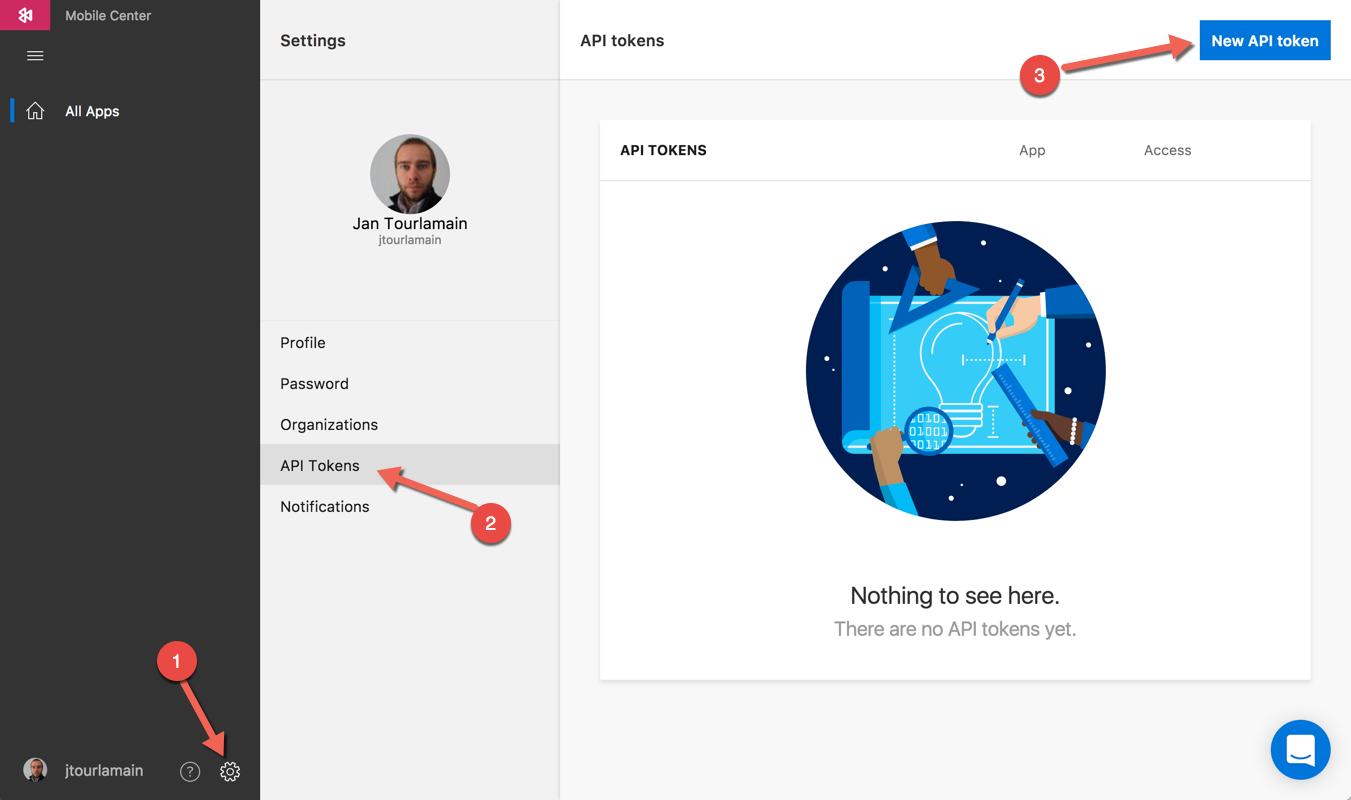 Mobile Center
All Apps
1
jtourlamain
?
Settings
Jan Tourlamain
jtourlamain
Profile
Password
Organizations
API Tokens
Notifications
2
API tokens
3
New API token
API TOKENS App Access
0101
01001
00110
Nothing to see here.
There are no API tokens yet.